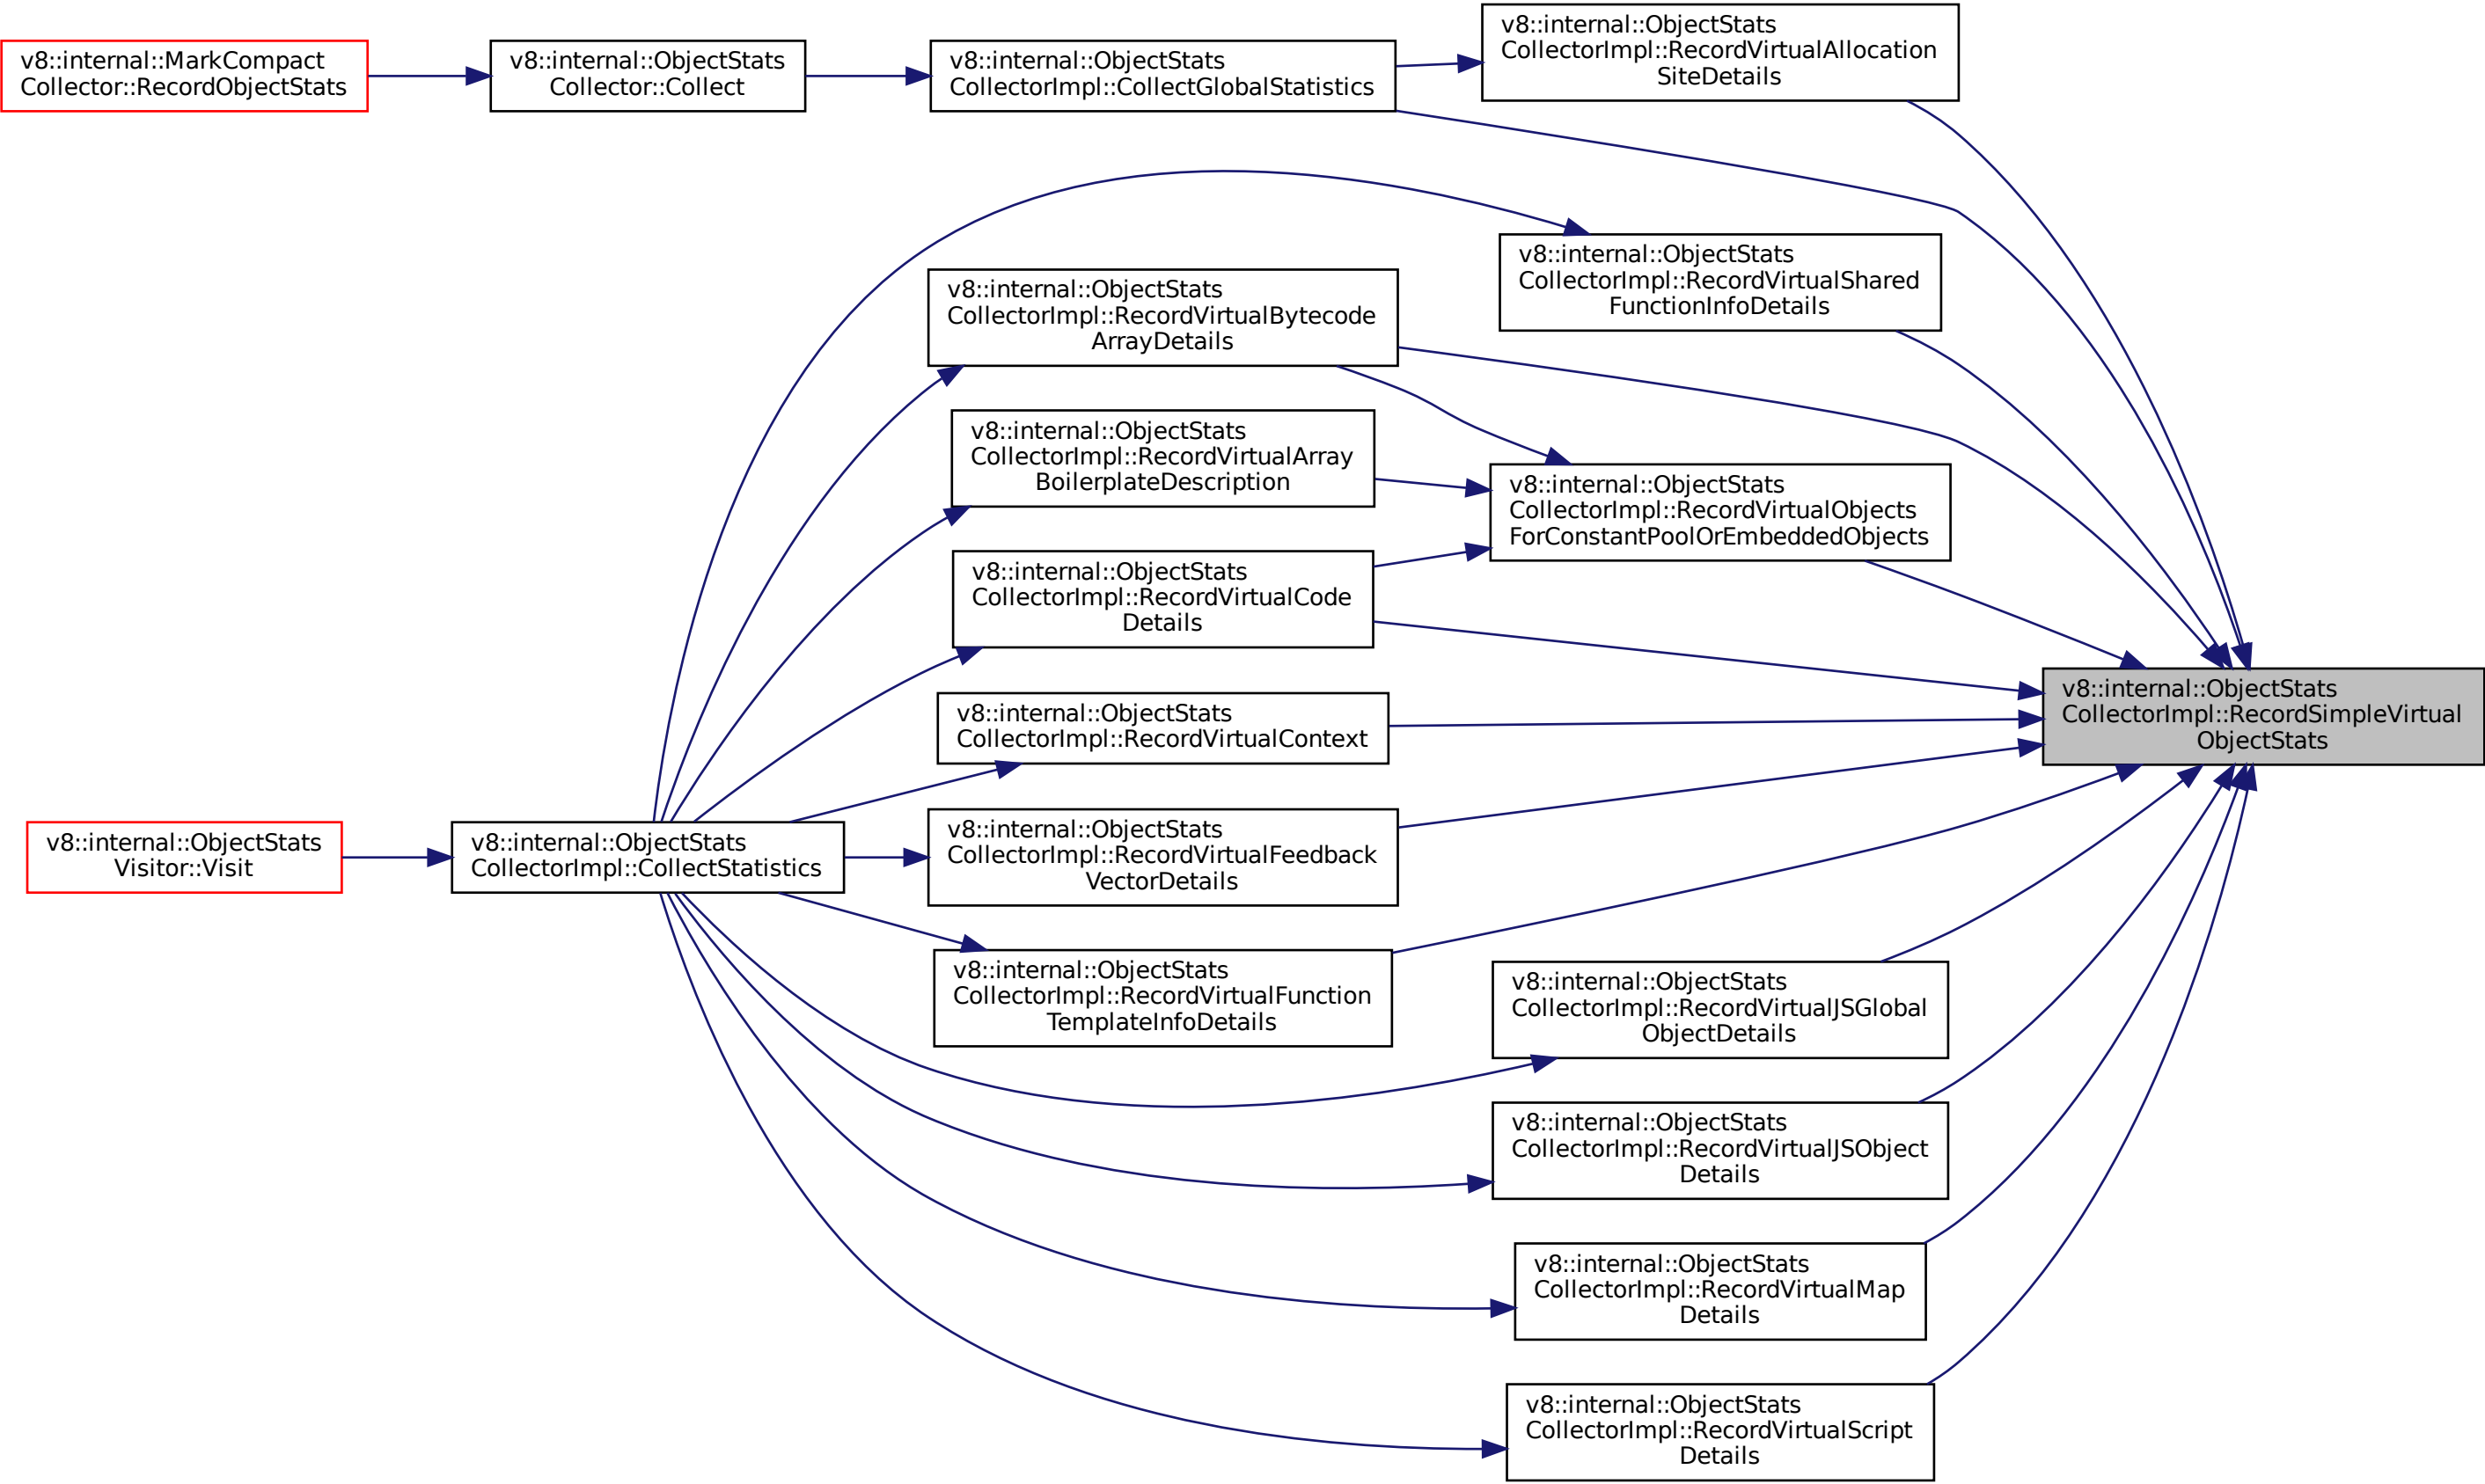 v8::internal::MarkCompact
Collector::RecordObjectStats
v8::internal::ObjectStats
Collector::Collect
v8::internal::ObjectStats
CollectorImpl::CollectGlobalStatistics
v8::internal::ObjectStats
CollectorImpl::RecordVirtualAllocation
SiteDetails
v8::internal::ObjectStats
CollectorImpl::RecordVirtualShared
FunctionInfoDetails
v8::internal::ObjectStats
CollectorImpl::RecordVirtualBytecode
ArrayDetails
v8::internal::ObjectStats
CollectorImpl::RecordVirtualArray
BoilerplateDescription
v8::internal::ObjectStats
CollectorImpl::RecordVirtualObjects
ForConstantPoolOrEmbeddedObjects
v8::internal::ObjectStats
CollectorImpl::RecordVirtualCode
Details
v8::internal::ObjectStats
CollectorImpl::RecordVirtualContext
v8::internal::ObjectStats
CollectorImpl::RecordSimpleVirtual
ObjectStats
v8::internal::ObjectStats
Visitor::Visit
v8::internal::ObjectStats
CollectorImpl::CollectStatistics
v8::internal::ObjectStats
CollectorImpl::RecordVirtualFeedback
VectorDetails
v8::internal::ObjectStats
CollectorImpl::RecordVirtualFunction
TemplateInfoDetails
v8::internal::ObjectStats
CollectorImpl::RecordVirtualJSGlobal
ObjectDetails
v8::internal::ObjectStats
CollectorImpl::RecordVirtualJSObject
Details
v8::internal::ObjectStats
CollectorImpl::RecordVirtualMap
Details
v8::internal::ObjectStats
CollectorImpl::RecordVirtualScript
Details